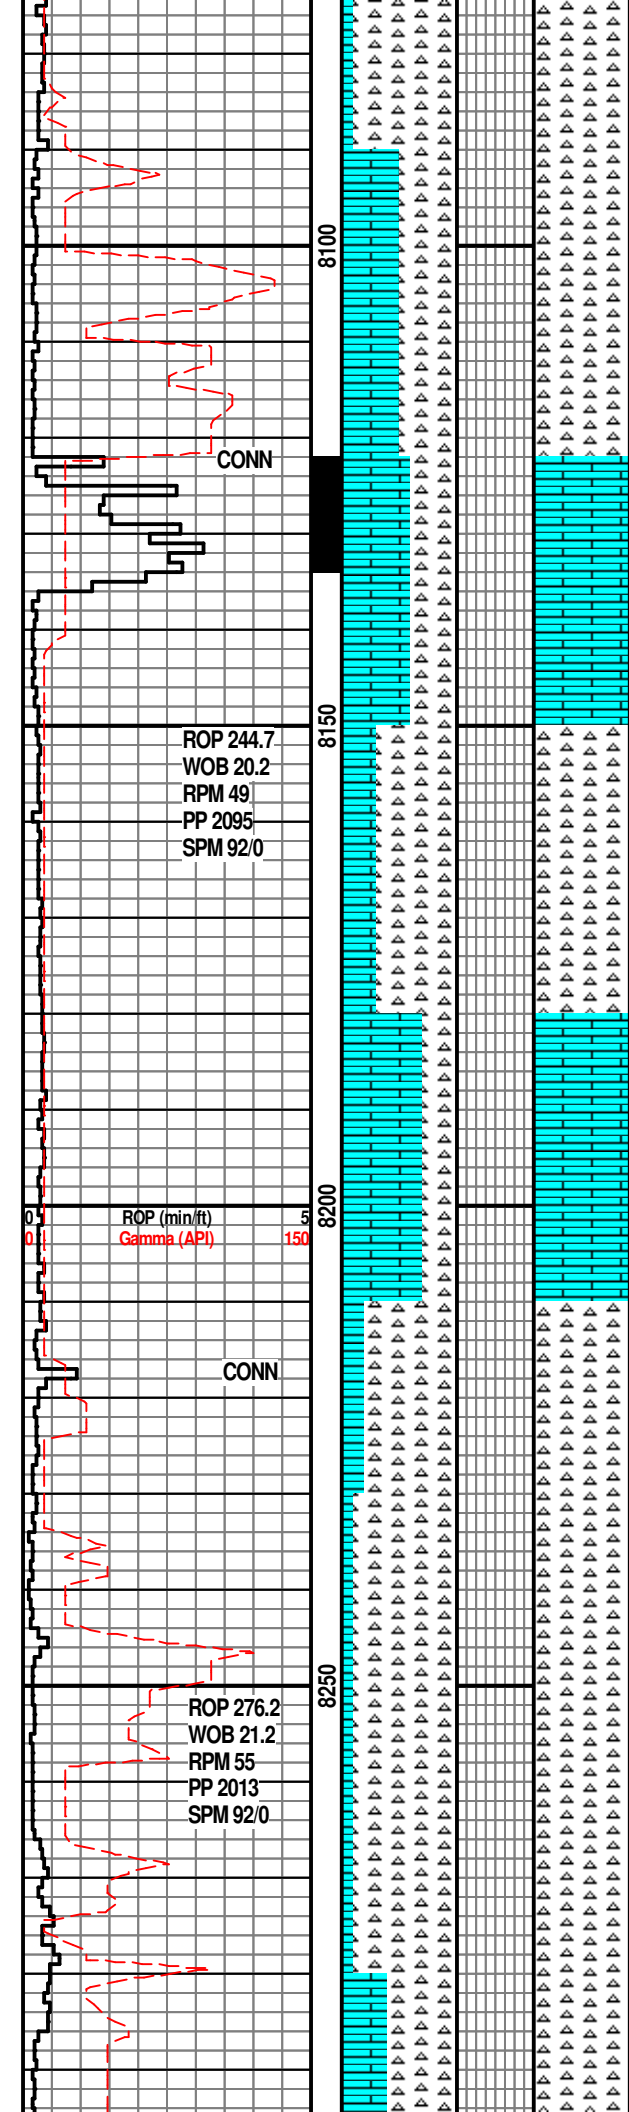 8100
CONN
8150
ROP 244.7
WOB 20.2
RPM 49
PP 2095
SPM 92/0
8200
0 ROP (min/ft) 5
0 Gamma (API) 150
CONN
8250
ROP 276.2
WOB 21.2
RPM 55
PP 2013
SPM 92/0